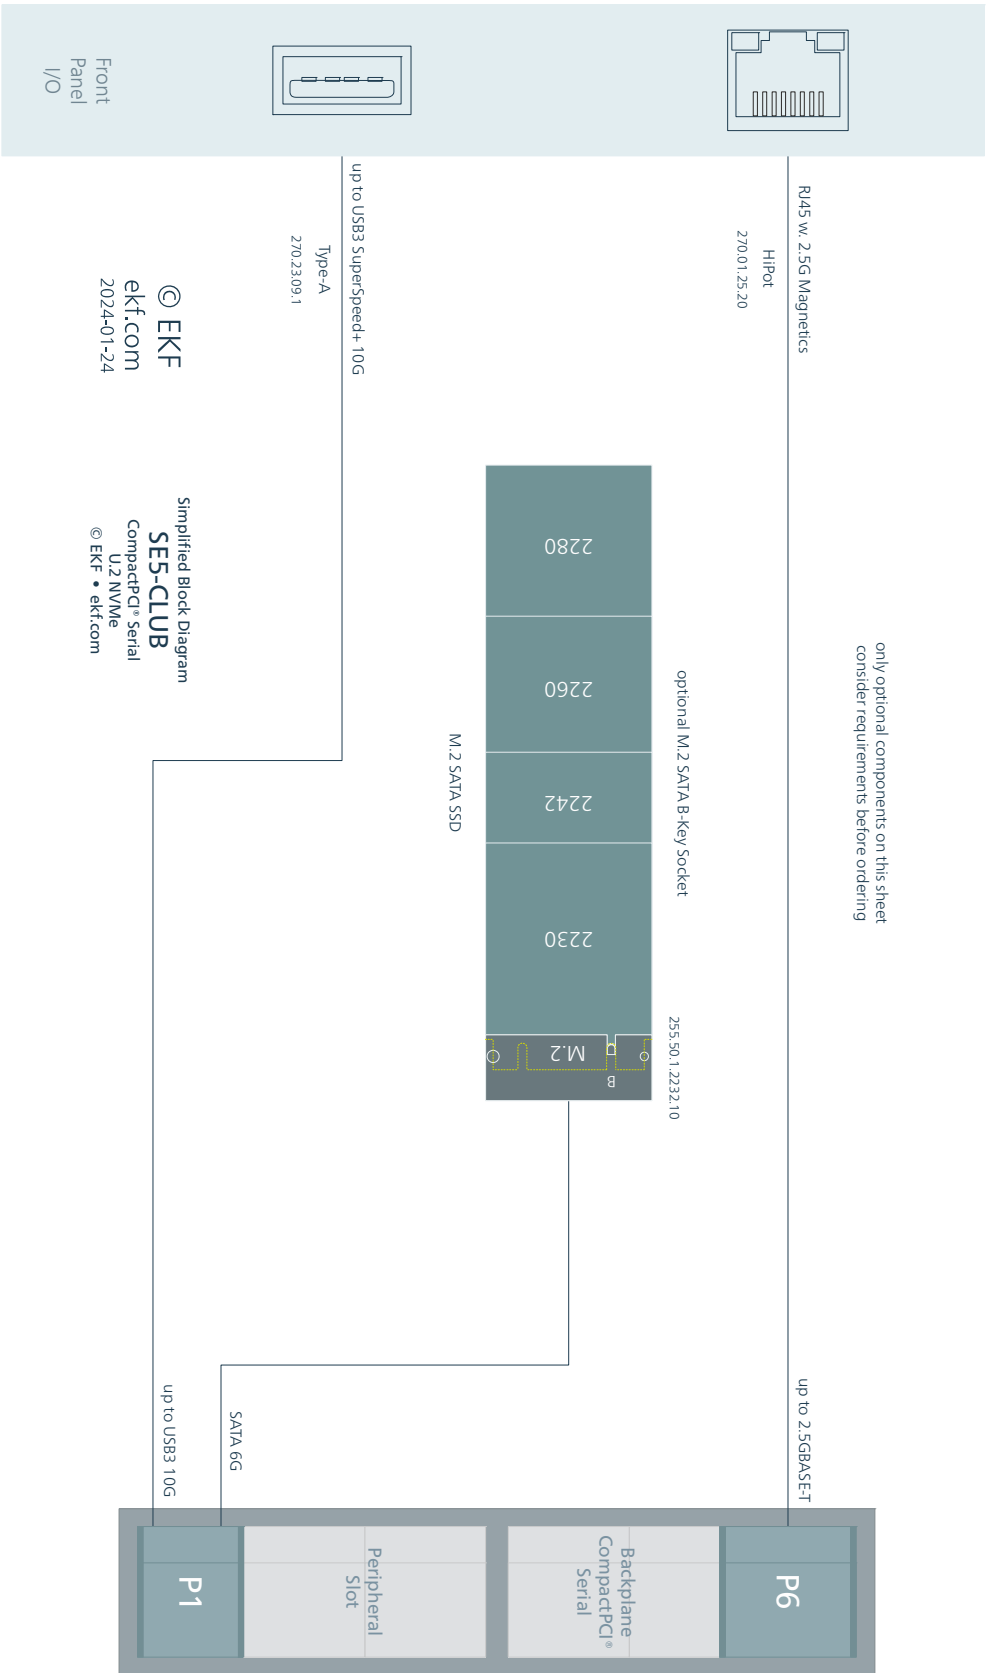 Front
Panel
I/O
RJ45 w. 2.5G Magnetics
HiPot
270.01.25.20
up to USB3 SuperSpeed+ 10G
Type-A
270.23.09.1
© EKF
ekf.com
2024-01-24
Simplified Block Diagram
SE5-CLUB
CompactPCI® Serial
U.2 NVMe
© EKF • ekf.com
only optional components on this sheet
consider requirements before ordering
optional M.2 SATA B-Key Socket
255.50.1.2232.10
2280
2260
2242
2230
M.2
B
M.2 SATA SSD
up to 2.5GBASE-T
SATA 6G
up to USB3 10G
P6
Backplane
CompactPCI®
Serial
Peripheral
Slot
P1